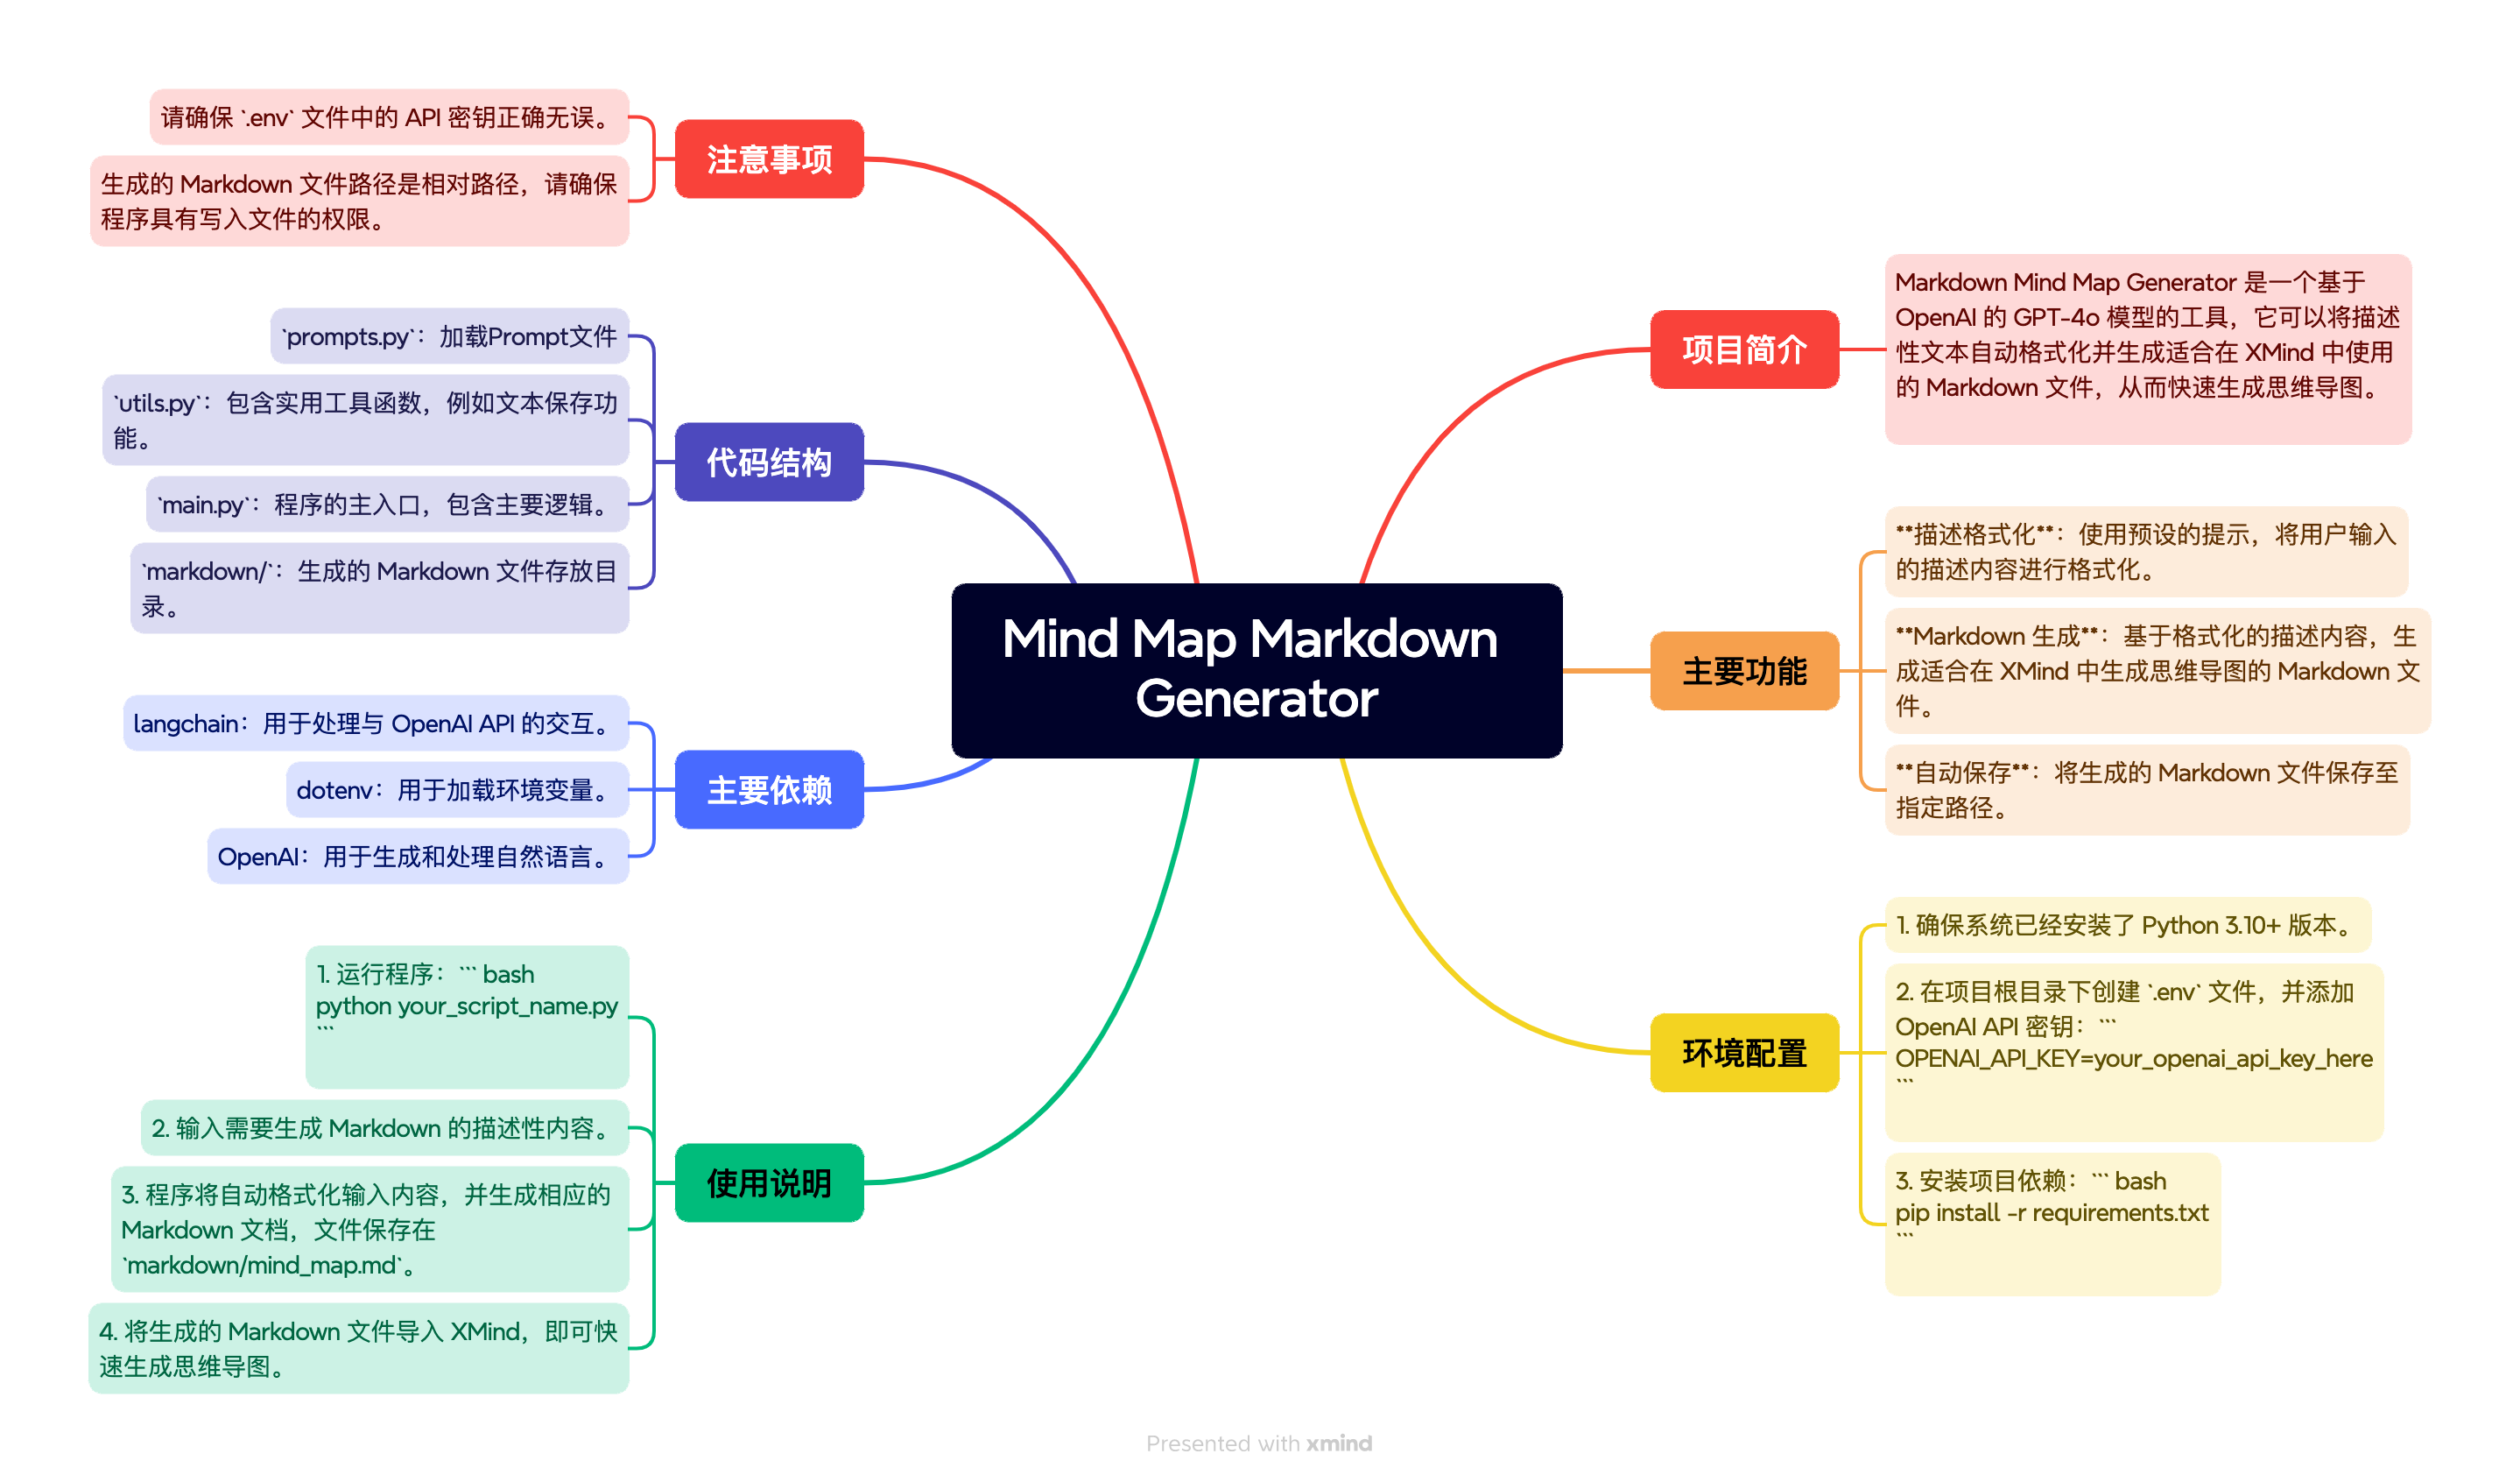 Mind Map Markdown
Generator
项目简介
Markdown Mind Map Generator 是一个基于
OpenAI 的 GPT-4o 模型的工具，它可以将描述
性文本自动格式化并生成适合在 XMind 中使用
的 Markdown 文件，从而快速生成思维导图。
主要功能
**描述格式化**：使用预设的提示，将用户输入
的描述内容进行格式化。
**Markdown 生成**：基于格式化的描述内容，生
成适合在 XMind 中生成思维导图的 Markdown 文
件。
**自动保存**：将生成的 Markdown 文件保存至
指定路径。
环境配置
1. 确保系统已经安装了 Python 3.10+ 版本。
2. 在项目根目录下创建 `.env` 文件，并添加
OpenAI API 密钥：```
OPENAI_API_KEY=your_openai_api_key_here
```
3. 安装项目依赖：``` bash
pip install -r requirements.txt
```
使用说明
1. 运行程序：``` bash
python your_script_name.py
```
2. 输入需要生成 Markdown 的描述性内容。
3. 程序将自动格式化输入内容，并生成相应的
Markdown 文档，文件保存在
`markdown/mind_map.md`。
4. 将生成的 Markdown 文件导入 XMind，即可快
速生成思维导图。
主要依赖
langchain：用于处理与 OpenAI API 的交互。
dotenv：用于加载环境变量。
OpenAI：用于生成和处理自然语言。
代码结构
`prompts.py`：加载Prompt文件
`utils.py`：包含实用工具函数，例如文本保存功
能。
`main.py`：程序的主入口，包含主要逻辑。
`markdown/`：生成的 Markdown 文件存放目
录。
注意事项
请确保 `.env` 文件中的 API 密钥正确无误。
生成的 Markdown 文件路径是相对路径，请确保
程序具有写入文件的权限。
Presented with xmind